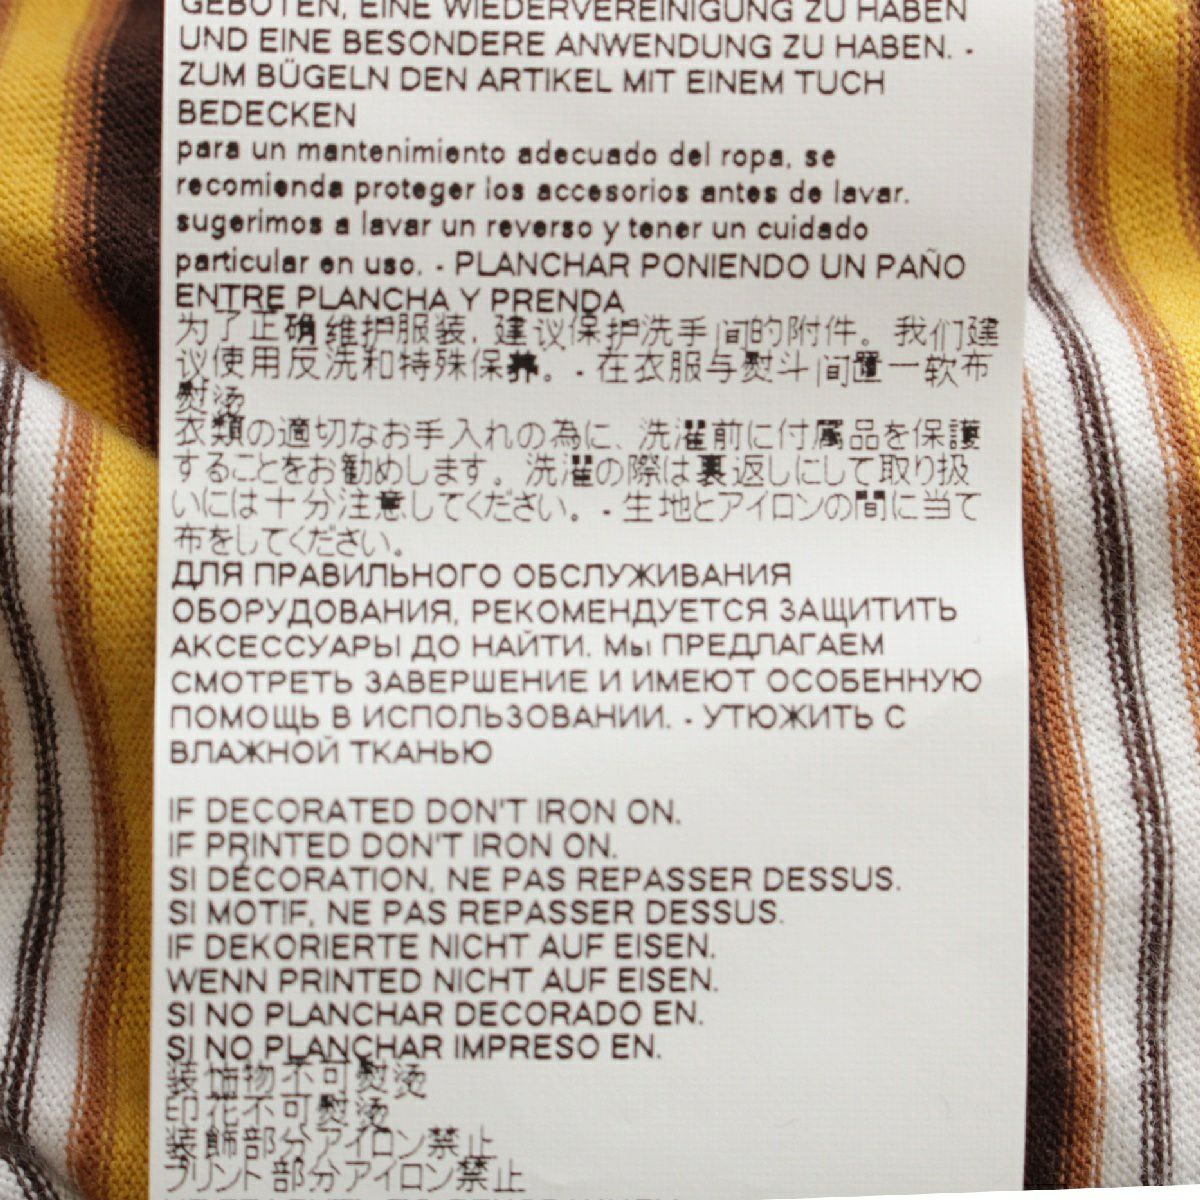 GEBOTEN, EINE WIEDERVEREINIGUNG ZU HABEN
UND EINE BESONDERE ANWENDUNG ZU HABEN. -
ZUM BÜGELN DEN ARTIKEL MIT EINEM TUCH
BEDECKEN
para un mantenimiento adecuado del ropa, se
recomienda proteger los accesorios antes de lavar.
sugerimos a lavar un reverso y tener un cuidado
particular en uso. - PLANCHAR PONIENDO UN PAÑO
ENTRE PLANCHA Y PRENDA
为了正确维护服装, 建议保护洗手间的附件。我们建
议使用反洗和特殊保养。- 在衣服与熨斗间置一软布
熨烫
衣類の適切なお手入れの為に、洗濯前に付属品を保護
することをお勧めします。洗濯の際は裏返しにして取り扱
いには十分注意してください。- 生地とアイロンの間に当て
布をしてください。
ДЛЯ ПРАВИЛЬНОГО ОБСЛУЖИВАНИЯ
ОБОРУДОВАНИЯ, РЕКОМЕНДУЕТСЯ ЗАЩИТИТЬ
АКСЕССУАРЫ ДО НАЙТИ. Мы ПРЕДЛАГАЕМ
СМОТРЕТЬ ЗАВЕРШЕНИЕ И ИМЕЮТ ОСОБЕННУЮ
ПОМОЩЬ В ИСПОЛЬЗОВАНИИ. - УТЮЖИТЬ С
ВЛАЖНОЙ ТКАНЬЮ
IF DECORATED DON'T IRON ON.
IF PRINTED DON'T IRON ON.
SI DÉCORATION, NE PAS REPASSER DESSUS.
SI MOTIF, NE PAS REPASSER DESSUS.
IF DEKORIERTE NICHT AUF EISEN.
WENN PRINTED NICHT AUF EISEN.
SI NO PLANCHAR DECORADO EN.
SI NO PLANCHAR IMPRESO EN.
装饰物不可熨烫
印花不可熨烫
装飾部分アイロン禁止
プリント部分アイロン禁止